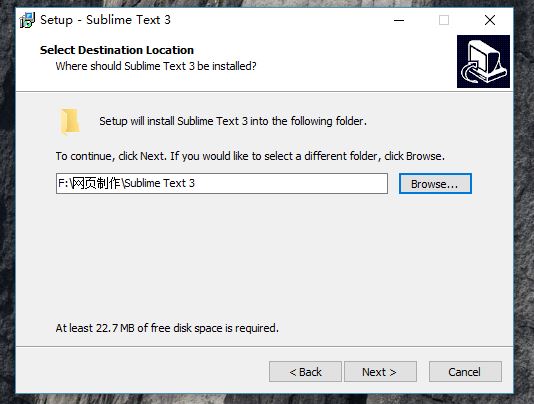 Setup - Sublime Text 3
Select Destination Location
Where should Sublime Text 3 be installed?
Setup will install Sublime Text 3 into the following folder.
To continue, click Next. If you would like to select a different folder, click Browse.
F:\网页制作\Sublime Text 3
Browse...
At least 22.7 MB of free disk space is required.
< Back
Next >
Cancel